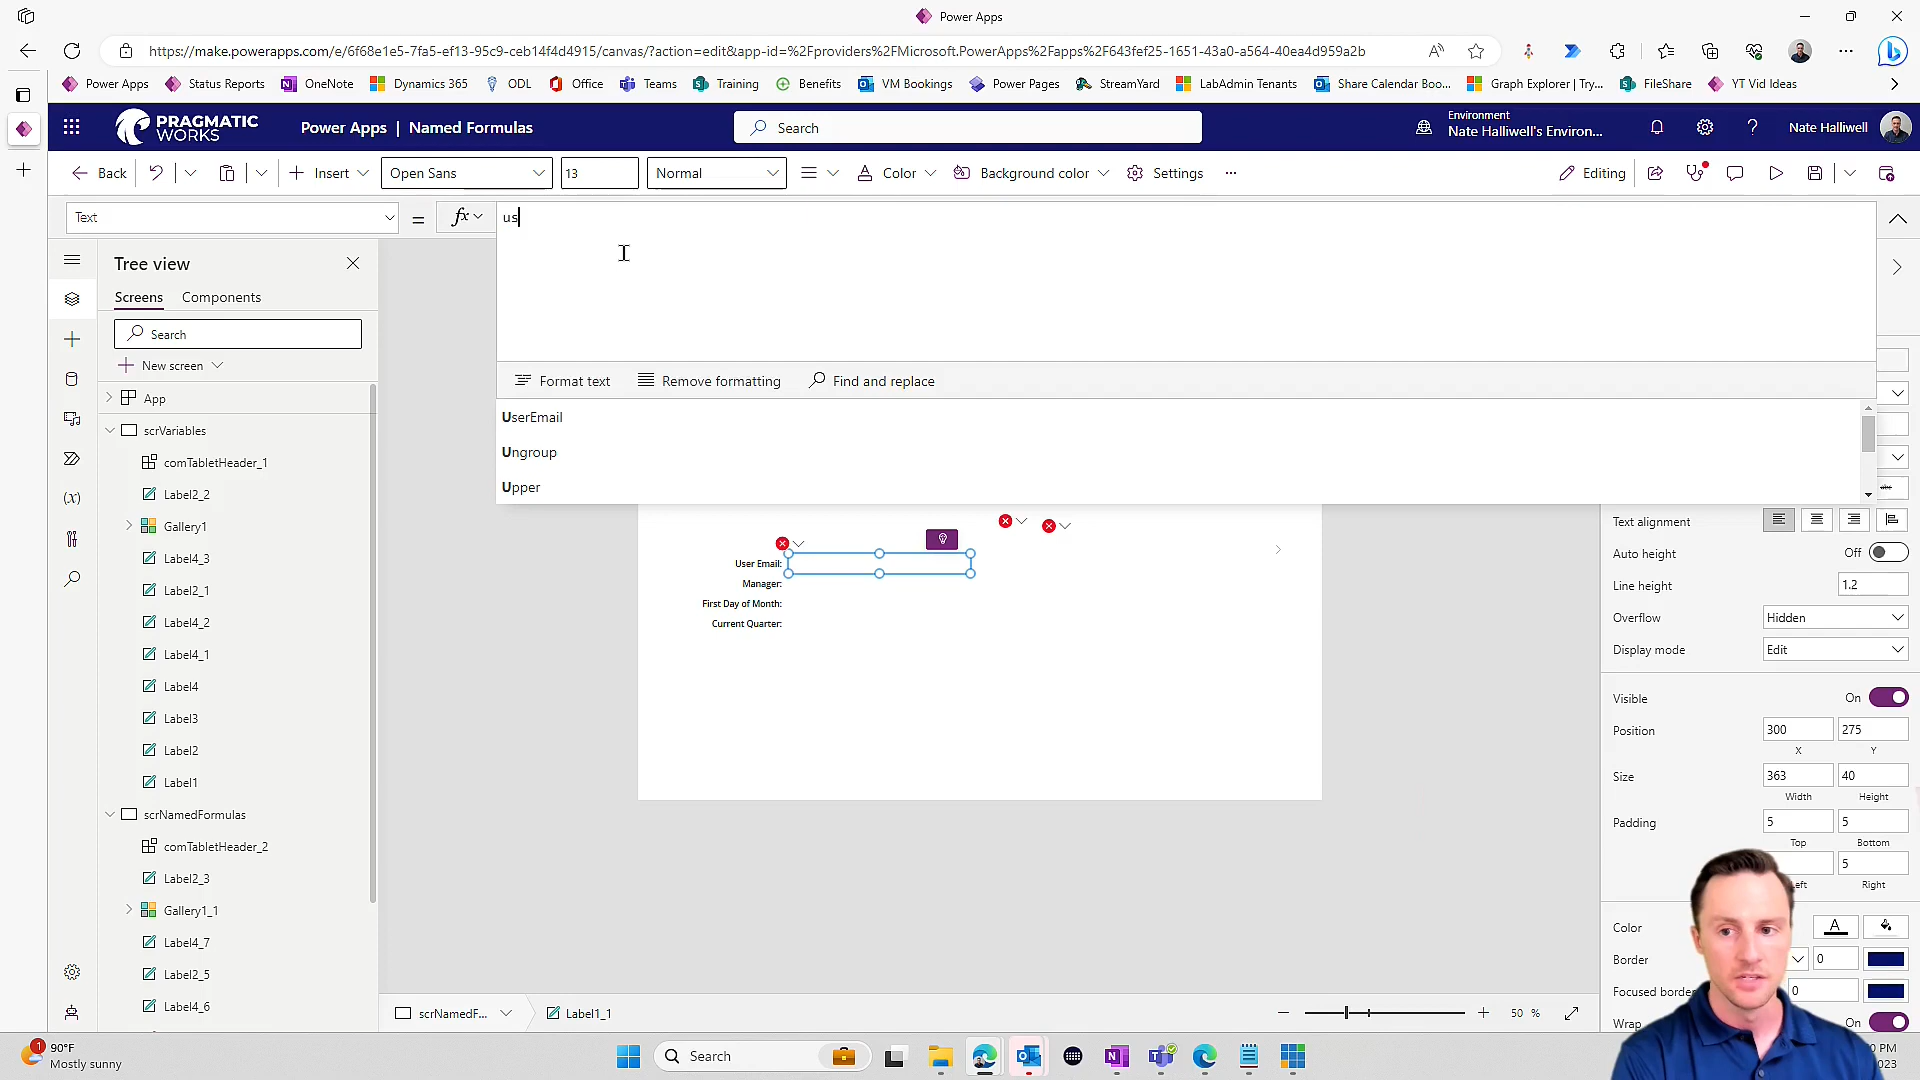 Power Apps
https://make.powerapps.com/e/6f68e1e5-7fa5-ef13-95c9-ceb14f4d4915/canvas/?action=edit&app-id=%2Fproviders%2FMicrosoft.PowerApps%2Fapps%2F643fef25-1651-43a0-a564-40ea4d959a2b
Power Apps
Status Reports
OneNote
Dynamics 365
ODL
Office
Teams
Training
Benefits
VM Bookings
Power Pages
StreamYard
LabAdmin Tenants
Share Calendar Boo...
Graph Explorer | Try...
FileShare
YT Vid Ideas
PRAGMATIC
WORKS
Power Apps | Named Formulas
Search
Environment
Nate Halliwell's Environ...
Nate Halliwell
Back
Insert
Open Sans
13
Normal
Color
Background color
Settings
Editing
Text
=
fx
us
Format text
Remove formatting
Find and replace
UserEmail
Ungroup
Upper
Tree view
Screens
Components
Search
New screen
App
scrVariables
comTabletHeader_1
Label2_2
Gallery1
Label4_3
Label2_1
Label4_2
Label4_1
Label4
Label3
Label2
Label1
scrNamedFormulas
comTabletHeader_2
Label2_3
Gallery1_1
Label4_7
Label2_5
Label4_6
User Email:
Manager:
First Day of Month:
Current Quarter:
Text alignment
Auto height
Off
Line height
1.2
Overflow
Hidden
Display mode
Edit
Visible
On
Position
300
275
X
Y
Size
363
40
Width
Height
Padding
5
5
Top
Bottom
5
Left
Right
Color
A
Border
0
Focused border
0
Wrap
On
scrNamedF...
Label1_1
50 %
1
90°F
Mostly sunny
Search